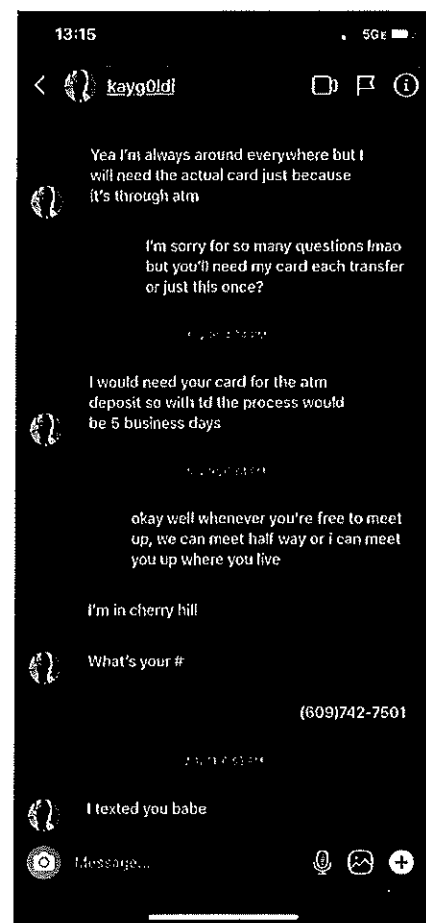 13:15
5GE
kayg0ldi
Yea I'm always around everywhere but I
will need the actual card just because
it's through atm
I'm sorry for so many questions lmao
but you'll need my card each transfer
or just this once?
I would need your card for the atm
deposit so with td the process would
be 5 business days
okay well whenever you're free to meet
up, we can meet half way or i can meet
you up where you live
I'm in cherry hill
What's your #
(609)742-7501
I texted you babe
Message...